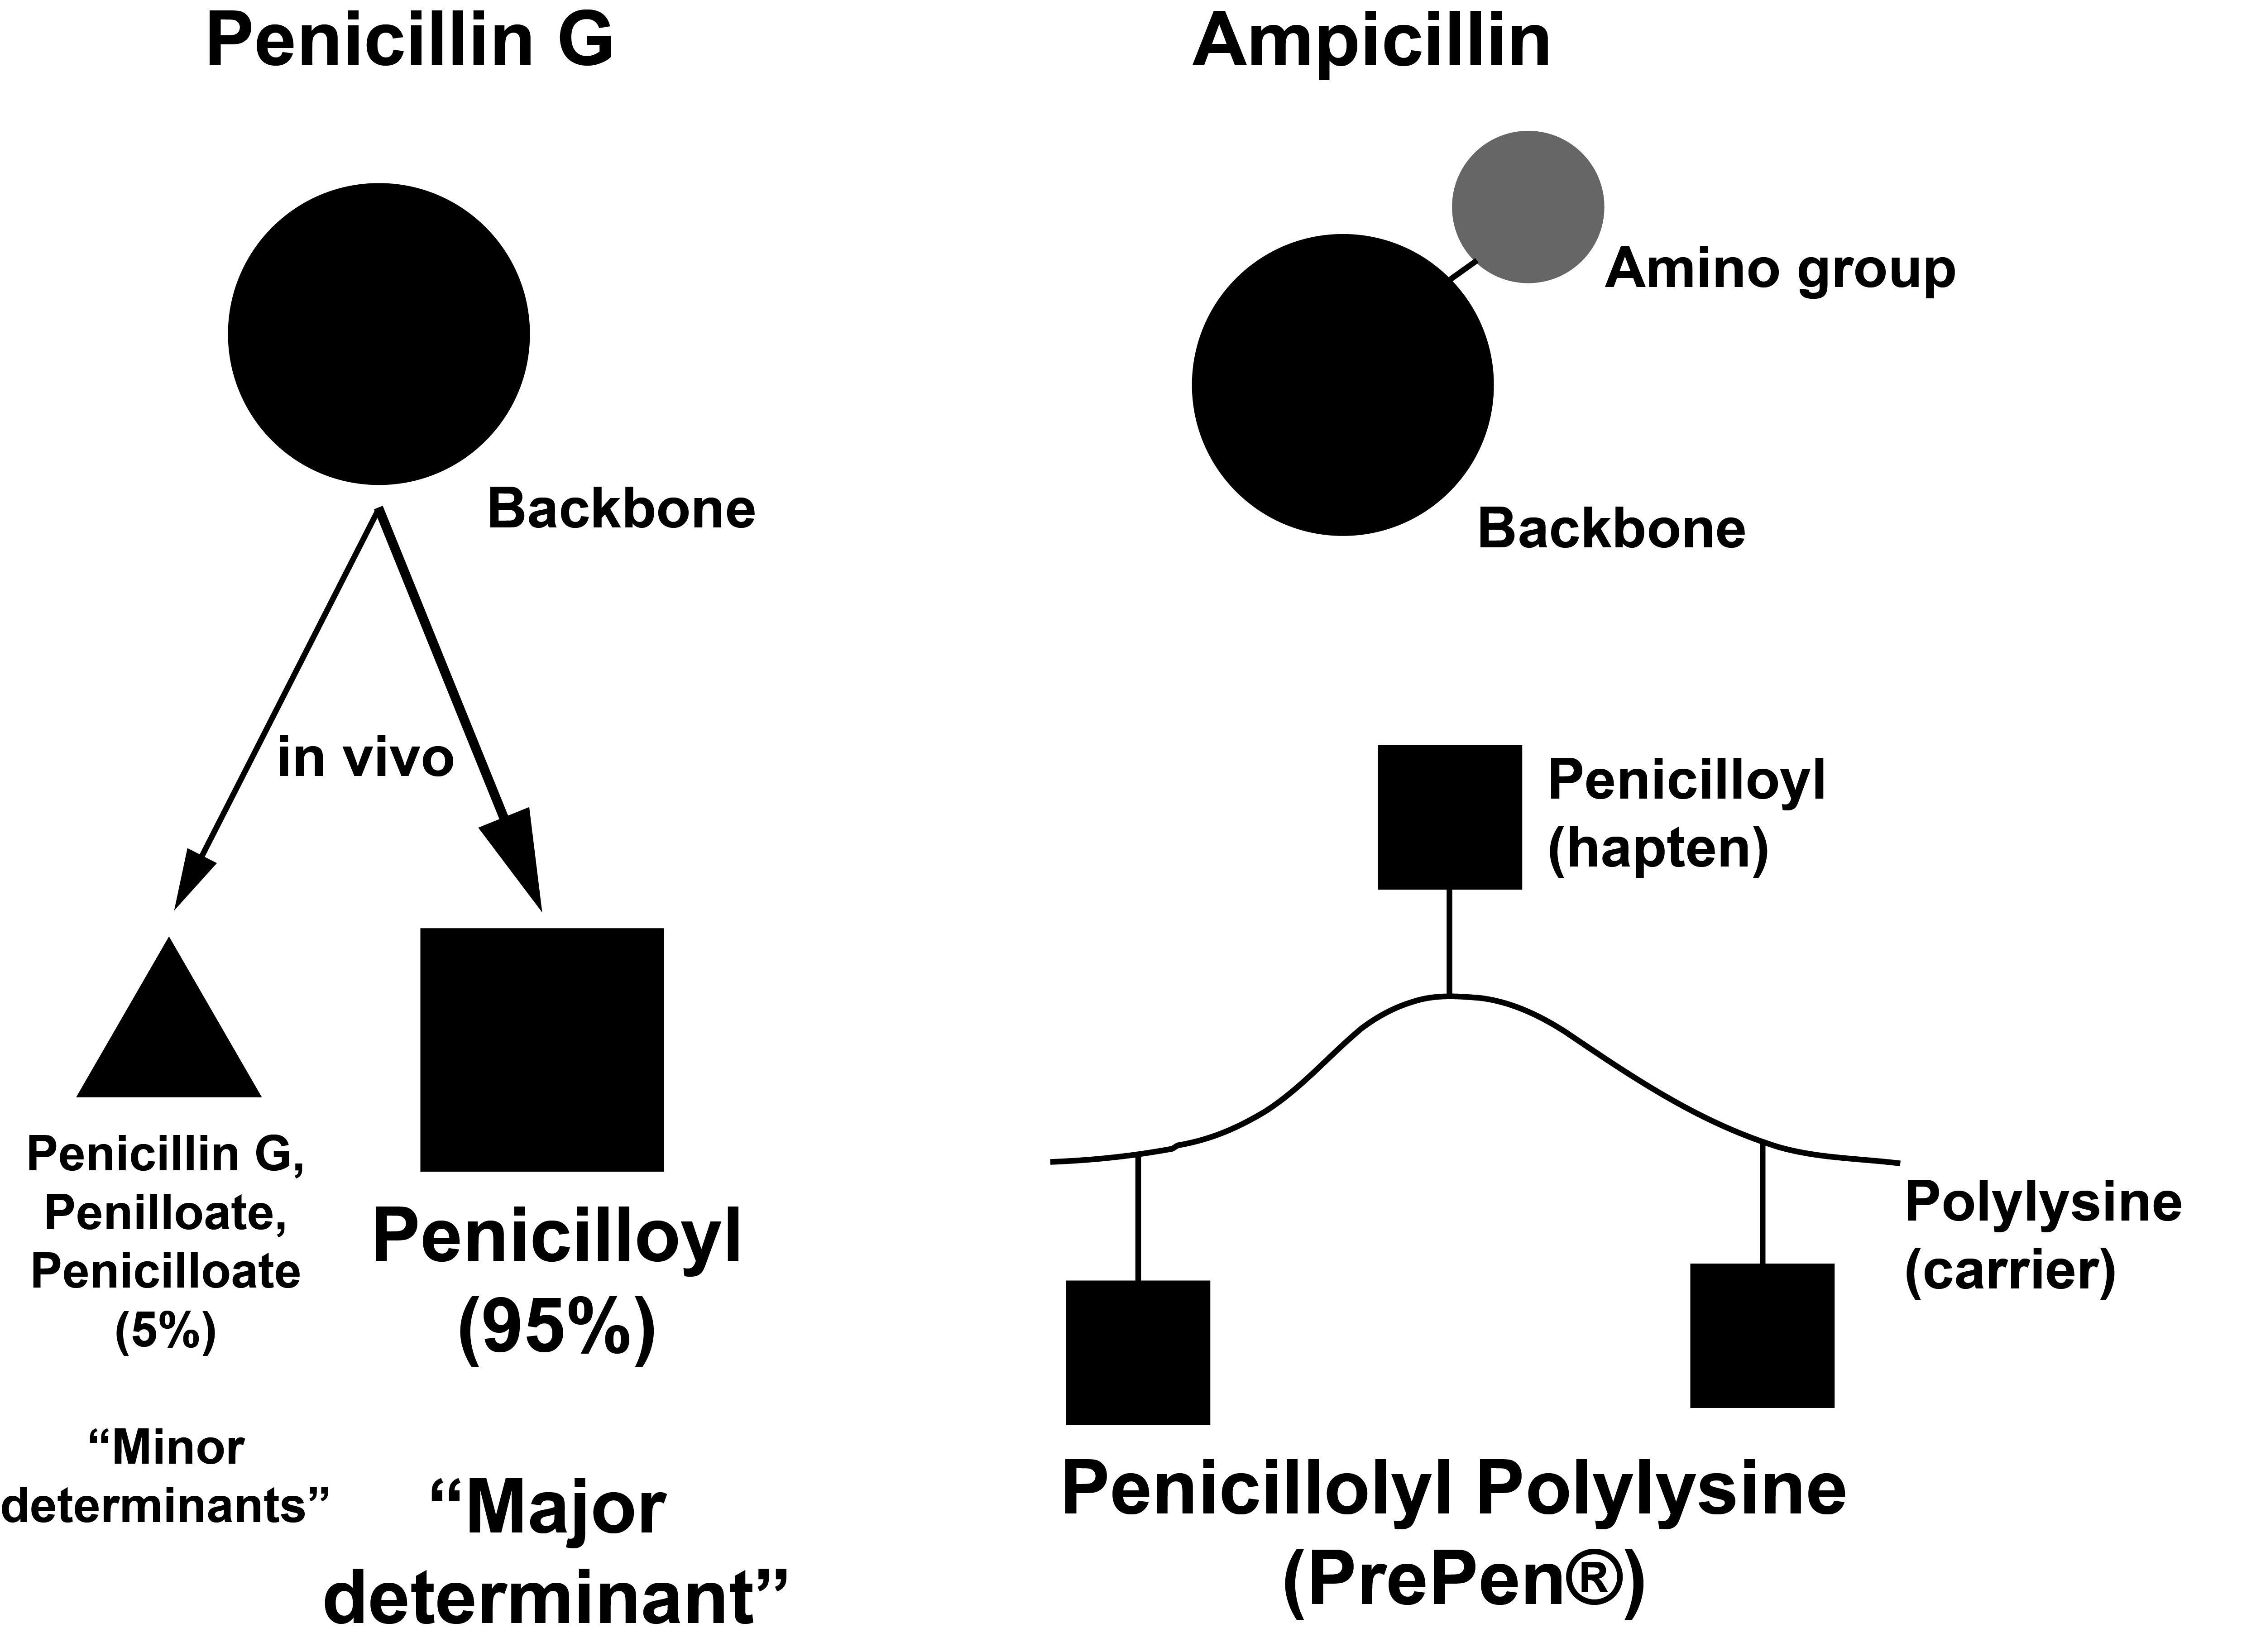 Penicillin G
Backbone
in vivo
Penicillin G,
Penilloate,
Penicilloate
(5%)
“Minor
determinants”
Penicilloyl
(95%)
“Major
determinant”
Ampicillin
Amino group
Backbone
Penicilloyl
(hapten)
Polylysine
(carrier)
Penicillolyl Polylysine
(PrePen®)